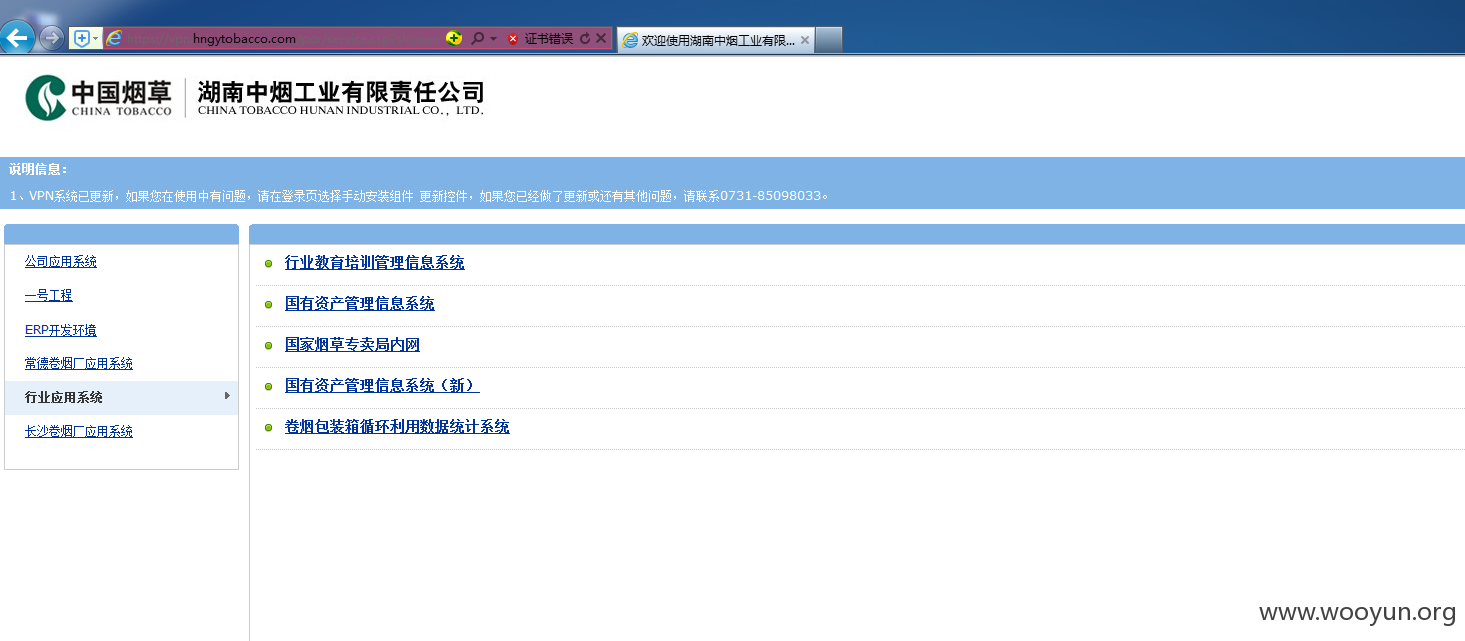 hngytobacco.com
证书错误
欢迎使用湖南中烟工业有限...
中国烟草
CHINA TOBACCO
湖南中烟工业有限责任公司
CHINA TOBACCO HUNAN INDUSTRIAL CO., LTD.
说明信息：
1、VPN系统已更新，如果您在使用中有问题，请在登录页选择手动安装组件 更新控件，如果您已经做了更新或还有其他问题，请联系0731-85098033。
公司应用系统
一号工程
ERP开发环境
常德卷烟厂应用系统
行业应用系统
长沙卷烟厂应用系统
行业教育培训管理信息系统
国有资产管理信息系统
国家烟草专卖局内网
国有资产管理信息系统（新）
卷烟包装箱循环利用数据统计系统
www.wooyun.org